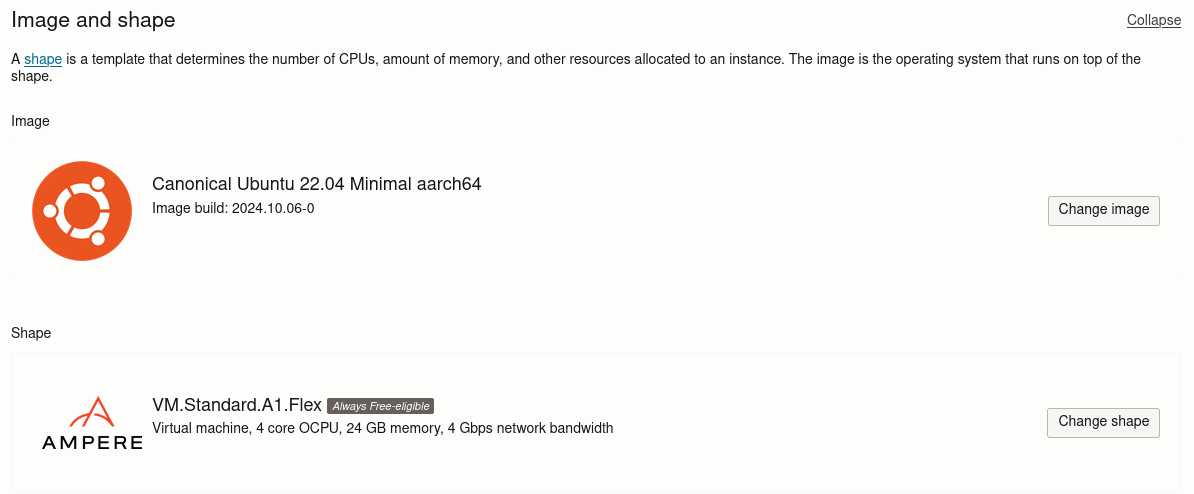 Image and shape
Collapse
A shape is a template that determines the number of CPUs, amount of memory, and other resources allocated to an instance. The image is the operating system that runs on top of the
shape.
Image
Canonical Ubuntu 22.04 Minimal aarch64
Image build: 2024.10.06-0
Change image
Shape
VM.Standard.A1.Flex Always Free-eligible
Virtual machine, 4 core OCPU, 24 GB memory, 4 Gbps network bandwidth
AMPERE
Change shape